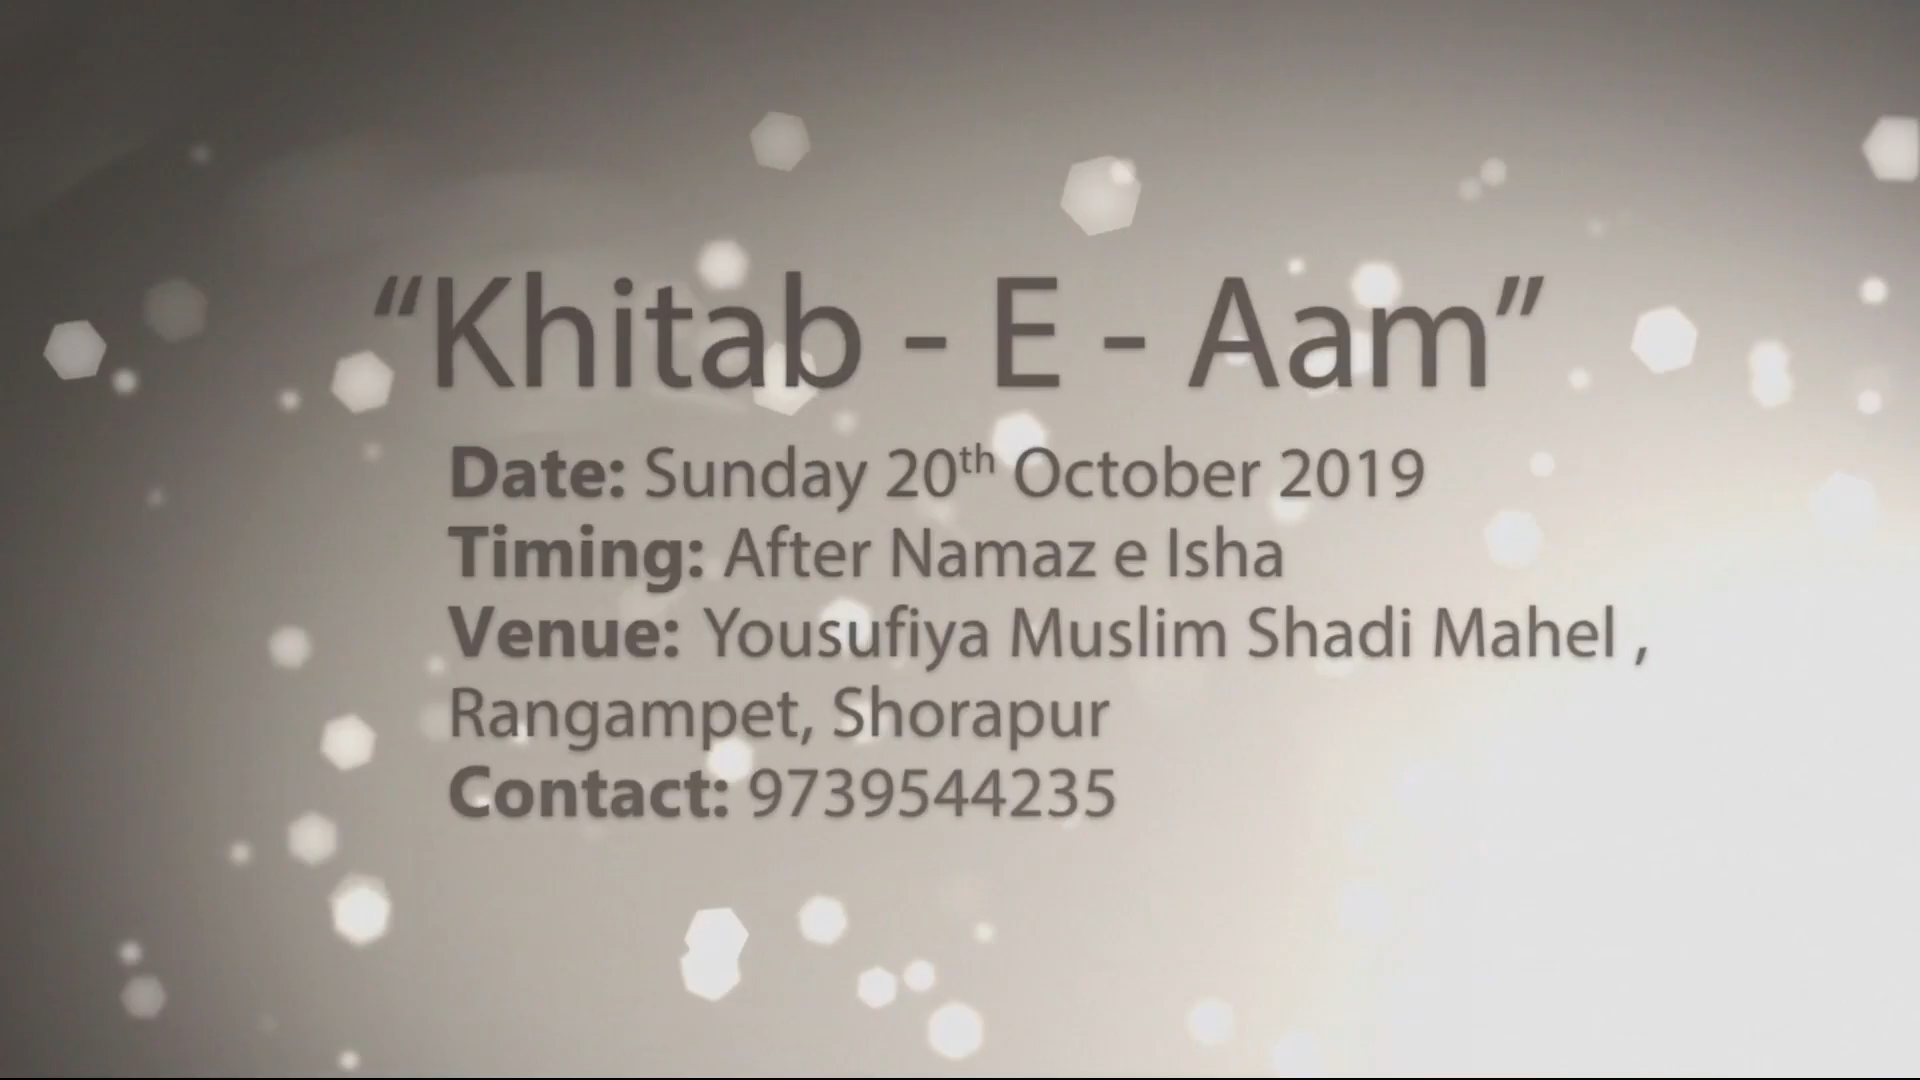 “Khitab - E - Aam”
Date: Sunday 20th October 2019
Timing: After Namaz e Isha
Venue: Yousufiya Muslim Shadi Mahel ,
Rangampet, Shorapur
Contact: 9739544235